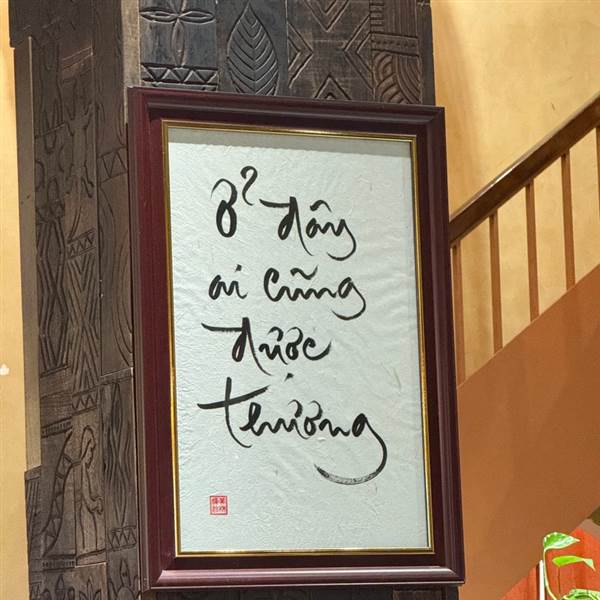 Ở đây
ai cũng
được
thương